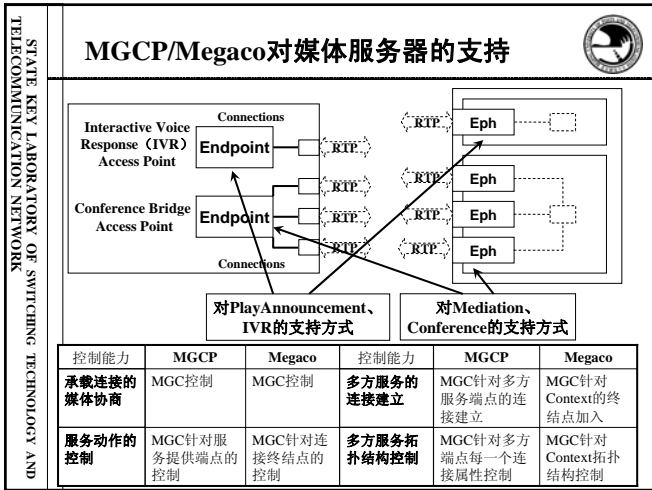 STATE KEY LABORATORY OF SWITCHING TECHNOLOGY AND
TELECOMMUNICATION NETWORK
MGCP/Megaco对媒体服务器的支持
Connections
Interactive Voice
Response（IVR）
Access Point
Endpoint
RTP
Conference Bridge
Access Point
Endpoint
RTP
RTP
RTP
Connections
RTP
Eph
RTP
Eph
RTP
Eph
RTP
Eph
对PlayAnnouncement、
IVR的支持方式
对Mediation、
Conference的支持方式
控制能力 MGCP Megaco 控制能力 MGCP Megaco
承载连接的
媒体协商
MGC控制
MGC控制
多方服务的
连接建立
MGC针对多方
服务端点的连
接建立
MGC针对
Context的终
结点加入
服务动作的
控制
MGC针对服
务提供端点的
控制
MGC针对连
接终结点的
控制
多方服务拓
扑结构控制
MGC针对多方
端点每一个连
接属性控制
MGC针对
Context拓扑
结构控制